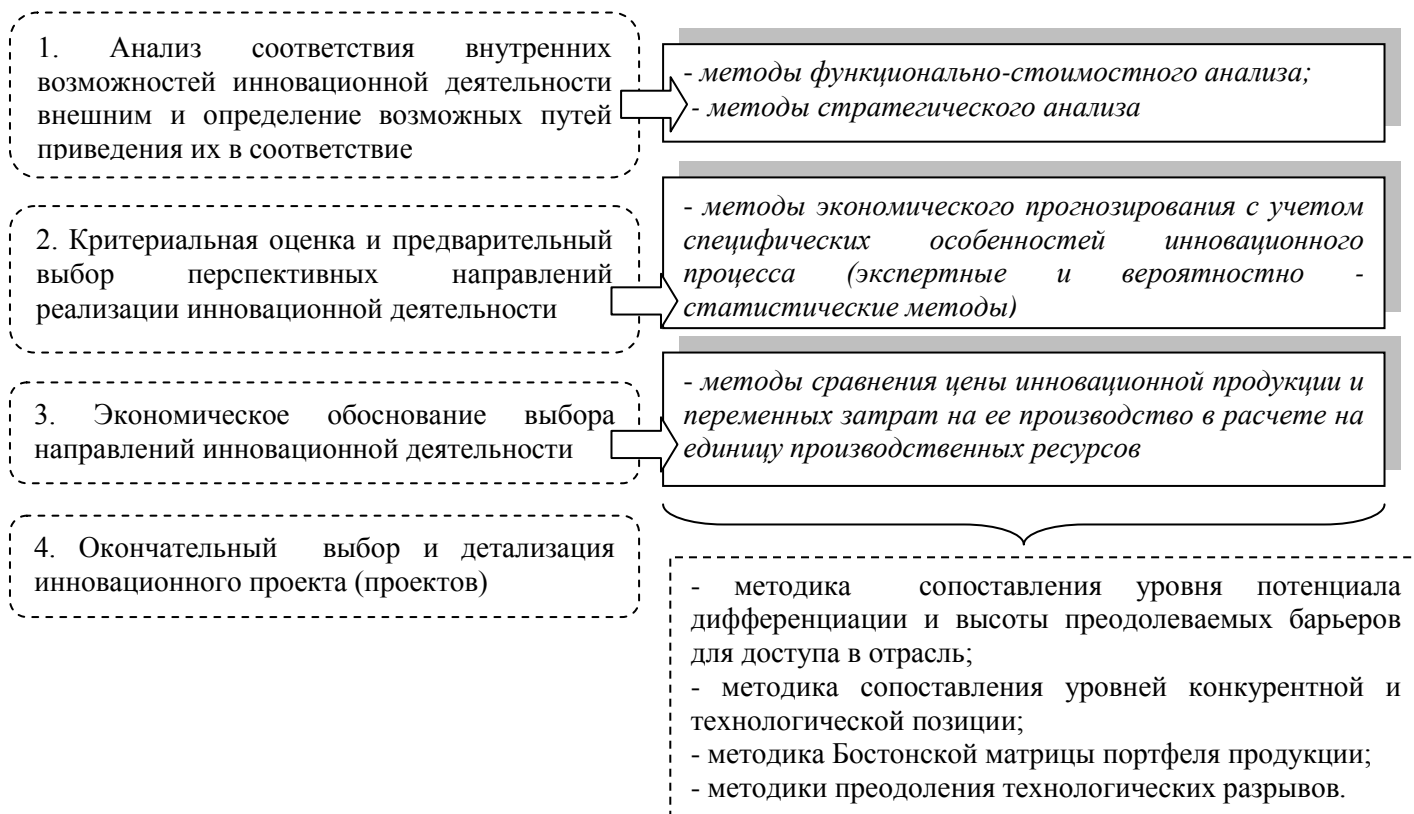 1. Анализ соответствия внутренних
возможностей инновационной деятельности
внешним и определение возможных путей
приведения их в соответствие
- методы функционально-стоимостного анализа;
- методы стратегического анализа
2. Критериальная оценка и предварительный
выбор перспективных направлений
реализации инновационной деятельности
- методы экономического прогнозирования с учетом
специфических особенностей инновационного
процесса (экспертные и вероятностно -
статистические методы)
3. Экономическое обоснование выбора
направлений инновационной деятельности
- методы сравнения цены инновационной продукции и
переменных затрат на ее производство в расчете на
единицу производственных ресурсов
4. Окончательный выбор и детализация
инновационного проекта (проектов)
- методика сопоставления уровня потенциала
дифференциации и высоты преодолеваемых барьеров
для доступа в отрасль;
- методика сопоставления уровней конкурентной и
технологической позиции;
- методика Бостонской матрицы портфеля продукции;
- методики преодоления технологических разрывов.